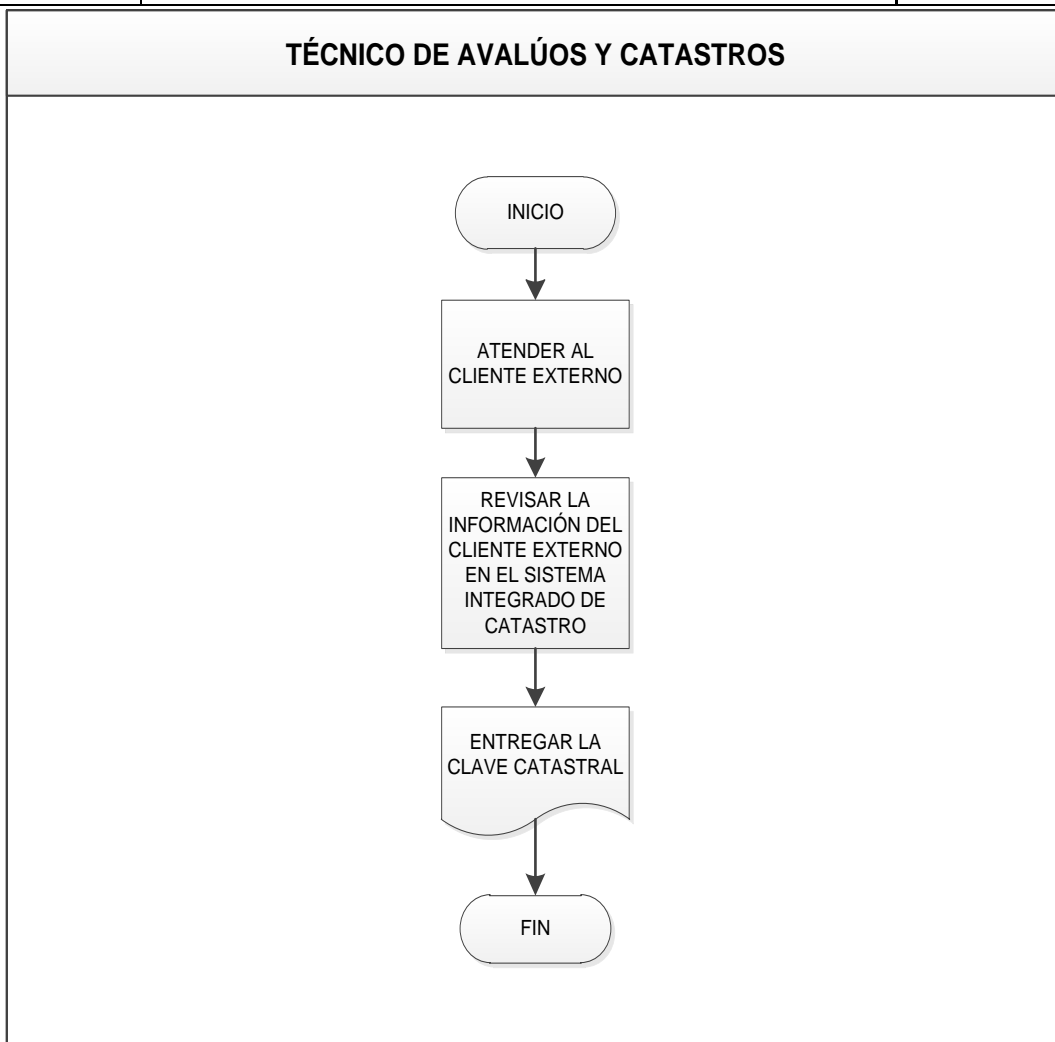 TÉCNICO DE AVALÚOS Y CATASTROS
INICIO
ATENDER AL
CLIENTE EXTERNO
REVISAR LA
INFORMACIÓN DEL
CLIENTE EXTERNO
EN EL SISTEMA
INTEGRADO DE
CATASTRO
ENTREGAR LA
CLAVE CATASTRAL
FIN